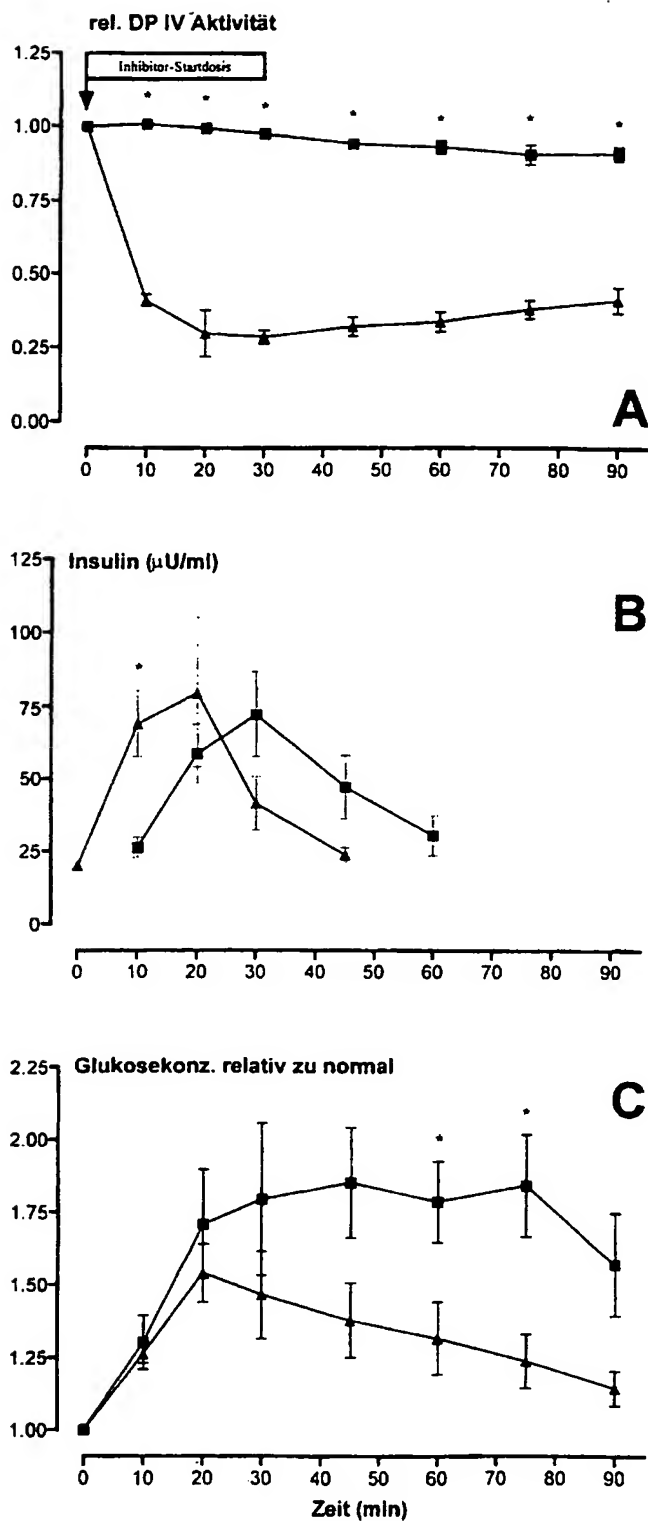 rel. DP IV Aktivität
1.25
Inhibitor-Startdosis
* * * * * * *
1.00
0.75
0.50
0.25
0.00
A
0 10 20 30 40 50 60 70 80 90
125
Insulin (µU/ml)
B
100
*
75
50
25
0
0 10 20 30 40 50 60 70 80 90
2.25
Glukosekonz. relativ zu normal
C
* *
2.00
1.75
1.50
1.25
1.00
0 10 20 30 40 50 60 70 80 90
Zeit (min)